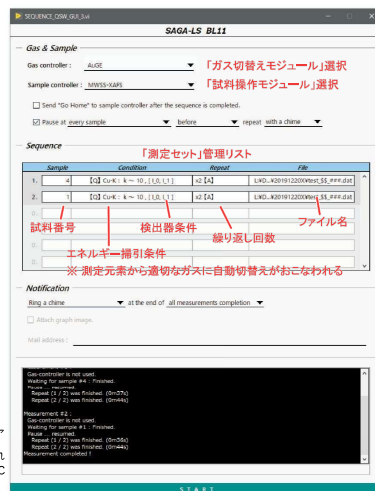 SEQUENCE_QSW_GUI_3.vi
SAGA-LS BL11
Gas & Sample
Gas controller : AuGE 「ガス切替えモジュール」選択
Sample controller : MWSS-XAFS 「試料操作モジュール」選択
Send "Go Home" to sample controller after the sequence is completed.
Pause at every sample before repeat with a chime
Sequence
「測定セット」管理リスト
Sample Condition Repeat File
1. 4 【Q】 Cu-K : k ~ 10 , [ I_0, I_1 ] x2 【A】 L:¥D...¥20191220X¥test_$$_###.dat
2. 1 【Q】 Cu-K : k ~ 10 , [ I_0, I_1 ] x2 【A】 L:¥D...¥20191220X¥test_$$_###.dat
試料番号 検出器条件 繰り返し回数 ファイル名
エネルギー掃引条件
※ 測定元素から適切なガスに自動切替えがおこなわれる
Notification
Ring a chime at the end of all measurements completion
Attach graph image.
Mail address :
Gas-controller is not used.
Waiting for sample #4 : Finished.
Pause ... resumed.
Repeat (1 / 2) was finished. (0m37s)
Repeat (2 / 2) was finished. (0m44s)
Measurement #2 :
Gas-controller is not used.
Waiting for sample #1 : Finished.
Pause ... resumed.
Repeat (1 / 2) was finished. (0m36s)
Repeat (2 / 2) was finished. (0m44s)
Measurement completed !
START